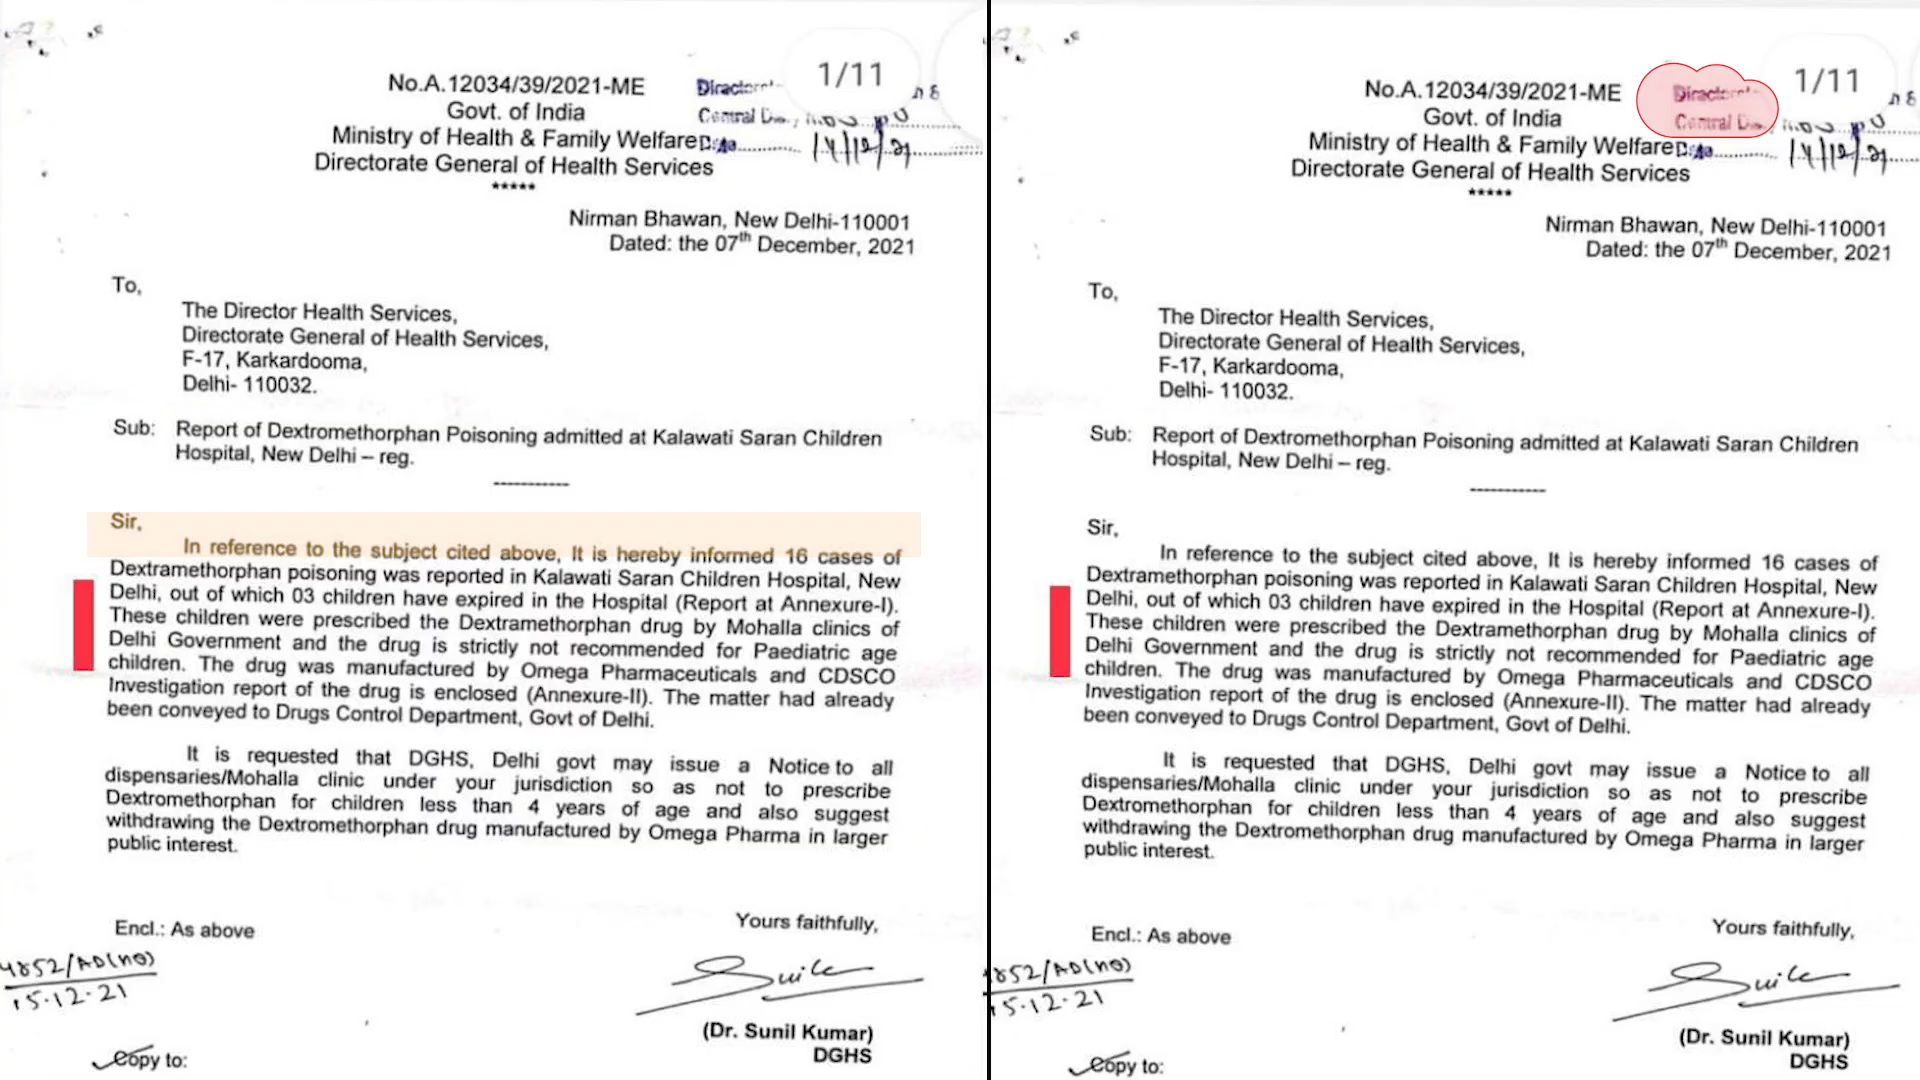 1/11
No.A.12034/39/2021-ME
Govt. of India
Ministry of Health & Family Welfare
Directorate General of Health Services
*****
14/12/21
Nirman Bhawan, New Delhi-110001
Dated: the 07th December, 2021
To,
The Director Health Services,
Directorate General of Health Services,
F-17, Karkardooma,
Delhi- 110032.
Sub: Report of Dextromethorphan Poisoning admitted at Kalawati Saran Children
Hospital, New Delhi – reg.
-----------
Sir,
In reference to the subject cited above, It is hereby informed 16 cases of
Dextramethorphan poisoning was reported in Kalawati Saran Children Hospital, New
Delhi, out of which 03 children have expired in the Hospital (Report at Annexure-I).
These children were prescribed the Dextramethorphan drug by Mohalla clinics of
Delhi Government and the drug is strictly not recommended for Paediatric age
children. The drug was manufactured by Omega Pharmaceuticals and CDSCO
Investigation report of the drug is enclosed (Annexure-II). The matter had already
been conveyed to Drugs Control Department, Govt of Delhi.
It is requested that DGHS, Delhi govt may issue a Notice to all
dispensaries/Mohalla clinic under your jurisdiction so as not to prescribe
Dextromethorphan for children less than 4 years of age and also suggest
withdrawing the Dextromethorphan drug manufactured by Omega Pharma in larger
public interest.
Yours faithfully,
Encl.: As above
15-12-21
(Dr. Sunil Kumar)
DGHS
Copy to:
1/11
No.A.12034/39/2021-ME
Govt. of India
Ministry of Health & Family Welfare
Directorate General of Health Services
*****
14/12/21
Nirman Bhawan, New Delhi-110001
Dated: the 07th December, 2021
To,
The Director Health Services,
Directorate General of Health Services,
F-17, Karkardooma,
Delhi- 110032.
Sub: Report of Dextromethorphan Poisoning admitted at Kalawati Saran Children
Hospital, New Delhi – reg.
-----------
Sir,
In reference to the subject cited above, It is hereby informed 16 cases of
Dextramethorphan poisoning was reported in Kalawati Saran Children Hospital, New
Delhi, out of which 03 children have expired in the Hospital (Report at Annexure-I).
These children were prescribed the Dextramethorphan drug by Mohalla clinics of
Delhi Government and the drug is strictly not recommended for Paediatric age
children. The drug was manufactured by Omega Pharmaceuticals and CDSCO
Investigation report of the drug is enclosed (Annexure-II). The matter had already
been conveyed to Drugs Control Department, Govt of Delhi.
It is requested that DGHS, Delhi govt may issue a Notice to all
dispensaries/Mohalla clinic under your jurisdiction so as not to prescribe
Dextromethorphan for children less than 4 years of age and also suggest
withdrawing the Dextromethorphan drug manufactured by Omega Pharma in larger
public interest.
Yours faithfully,
Encl.: As above
15-12-21
(Dr. Sunil Kumar)
DGHS
Copy to: